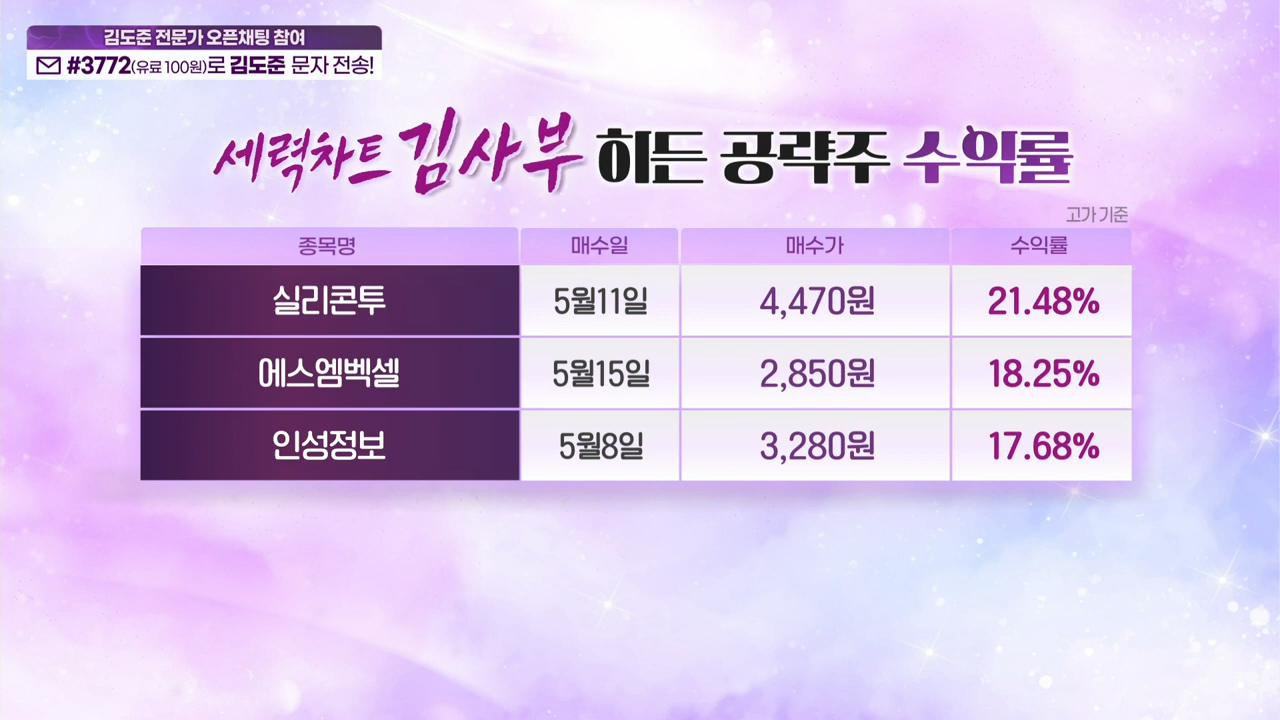 김도준 전문가 오픈채팅 참여
#3772(유료 100원)로 김도준 문자 전송!
세력차트 김사부 히든 공략주 수익률
고가 기준
종목명 매수일 매수가 수익률
실리콘투 5월11일 4,470원 21.48%
에스엠벡셀 5월15일 2,850원 18.25%
인성정보 5월8일 3,280원 17.68%